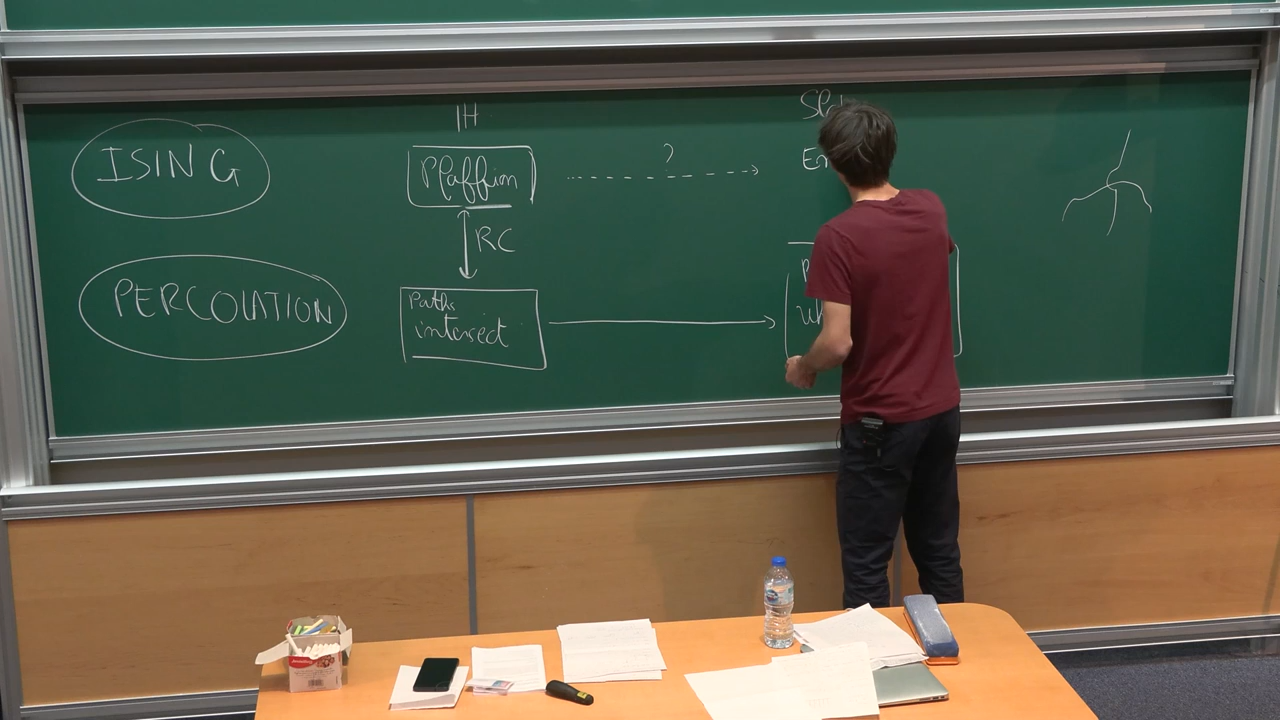 IH
ISING
Pfaffian
?
RC
PERCOLATION
Paths
intersect